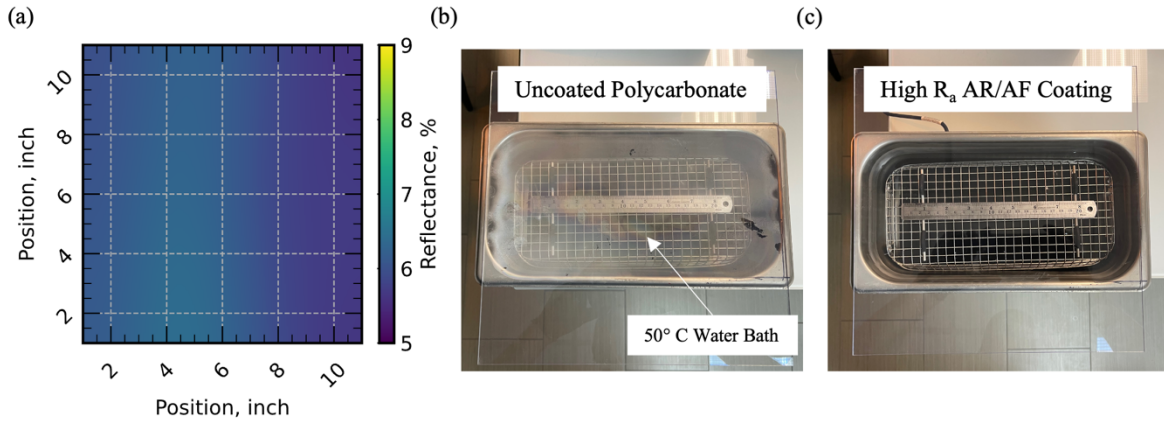 (a)
10
8
6
4
2
Position, inch
2
4
6
8
10
Position, inch
9
8
7
6
5
Reflectance, %
(b)
Uncoated Polycarbonate
50° C Water Bath
(c)
High Rₐ AR/AF Coating